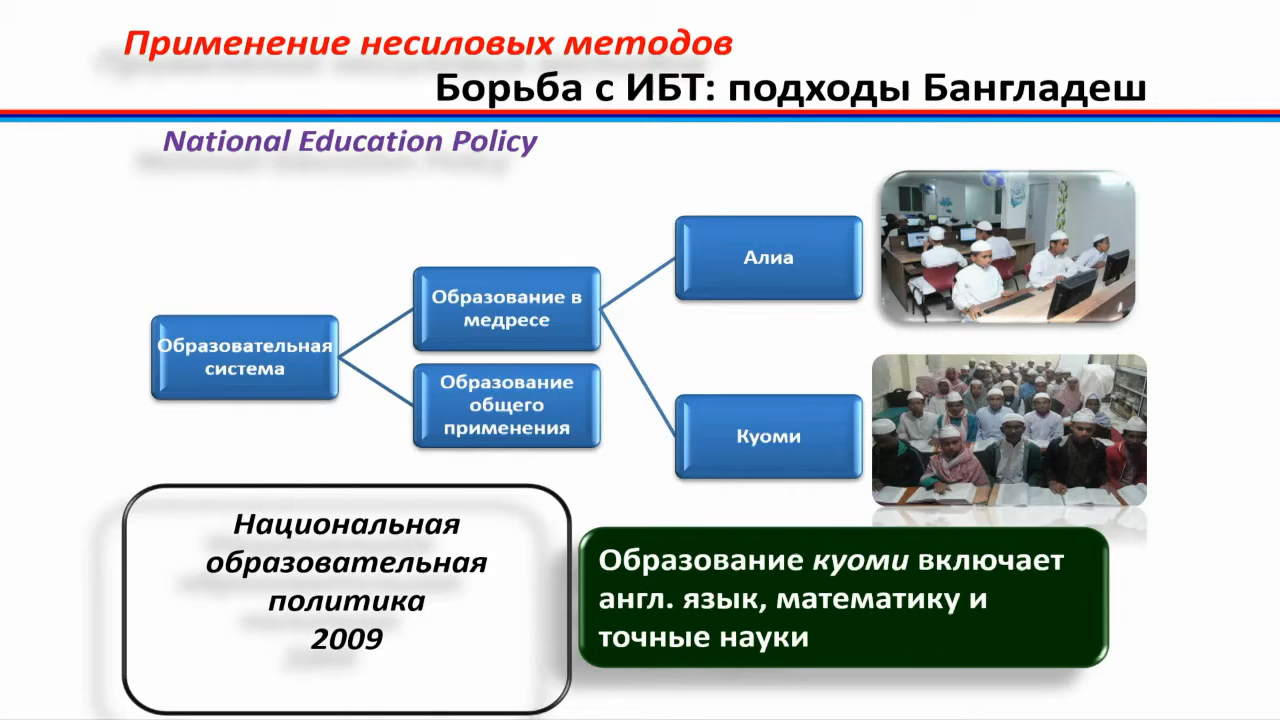 Применение несиловых методов
Борьба с ИБТ: подходы Бангладеш
National Education Policy
Образовательная
система
Образование в
медресе
Образование
общего
применения
Алиа
Куоми
Национальная
образовательная
политика
2009
Образование куоми включает
англ. язык, математику и
точные науки